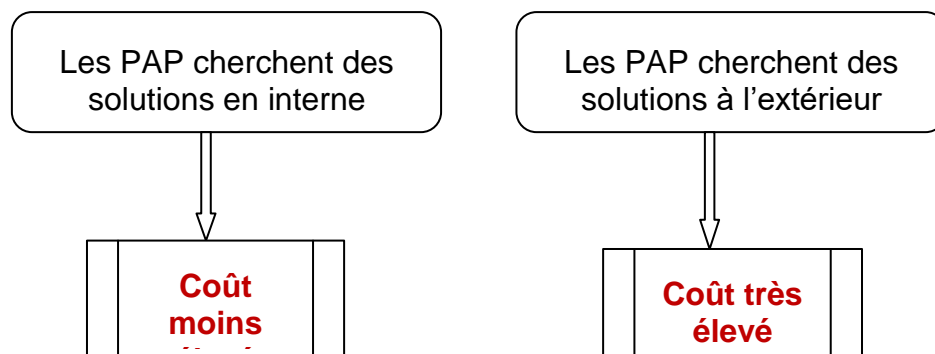 Les PAP cherchent des
solutions en interne
Les PAP cherchent des
solutions à l’extérieur
Coût
moins
Coût très
élevé